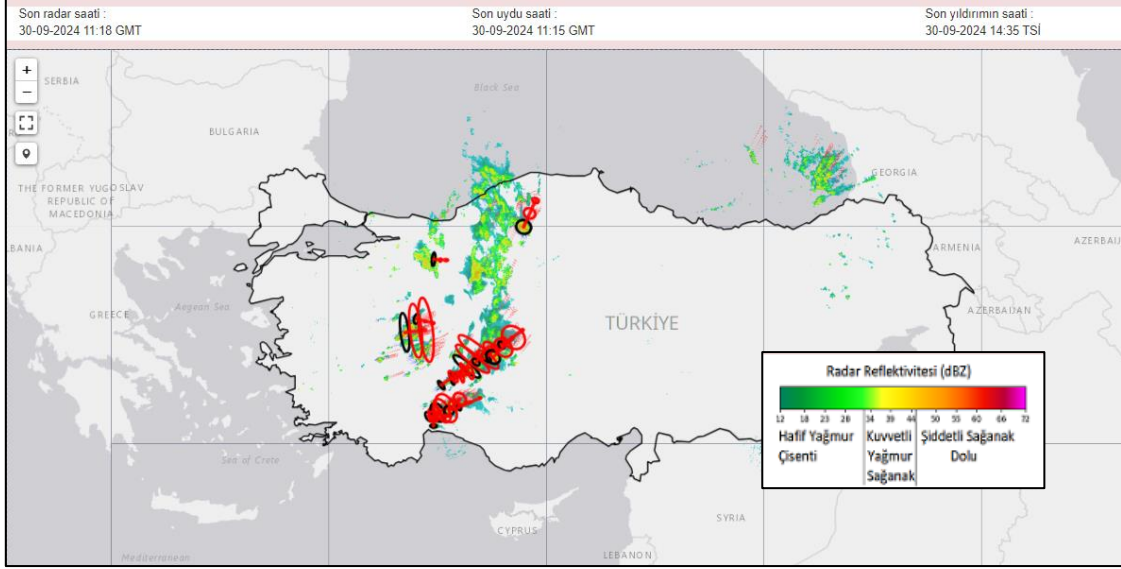 Son radar saati :
30-09-2024 11:18 GMT
Son uydu saati :
30-09-2024 11:15 GMT
Son yıldırımın saati :
30-09-2024 14:35 TSİ
+
−
SERBIA
Black Sea
BULGARIA
GEORGIA
THE FORMER YUGOSLAV
REPUBLIC OF
MACEDONIA
ARMENIA
AZERBAIJ
BANIA
Aegean Sea
GREECE
AZERBAIJAN
TÜRKİYE
Radar Reflektivitesi (dBZ)
12 18 23 28 31 34 39 44 50 55 60 66 72
Hafif Yağmur
Çisenti
Kuvvetli
Yağmur
Sağanak
Şiddetli Sağanak
Dolu
Sea of Crete
SYRIA
CYPRUS
LEBANON
Mediterranean